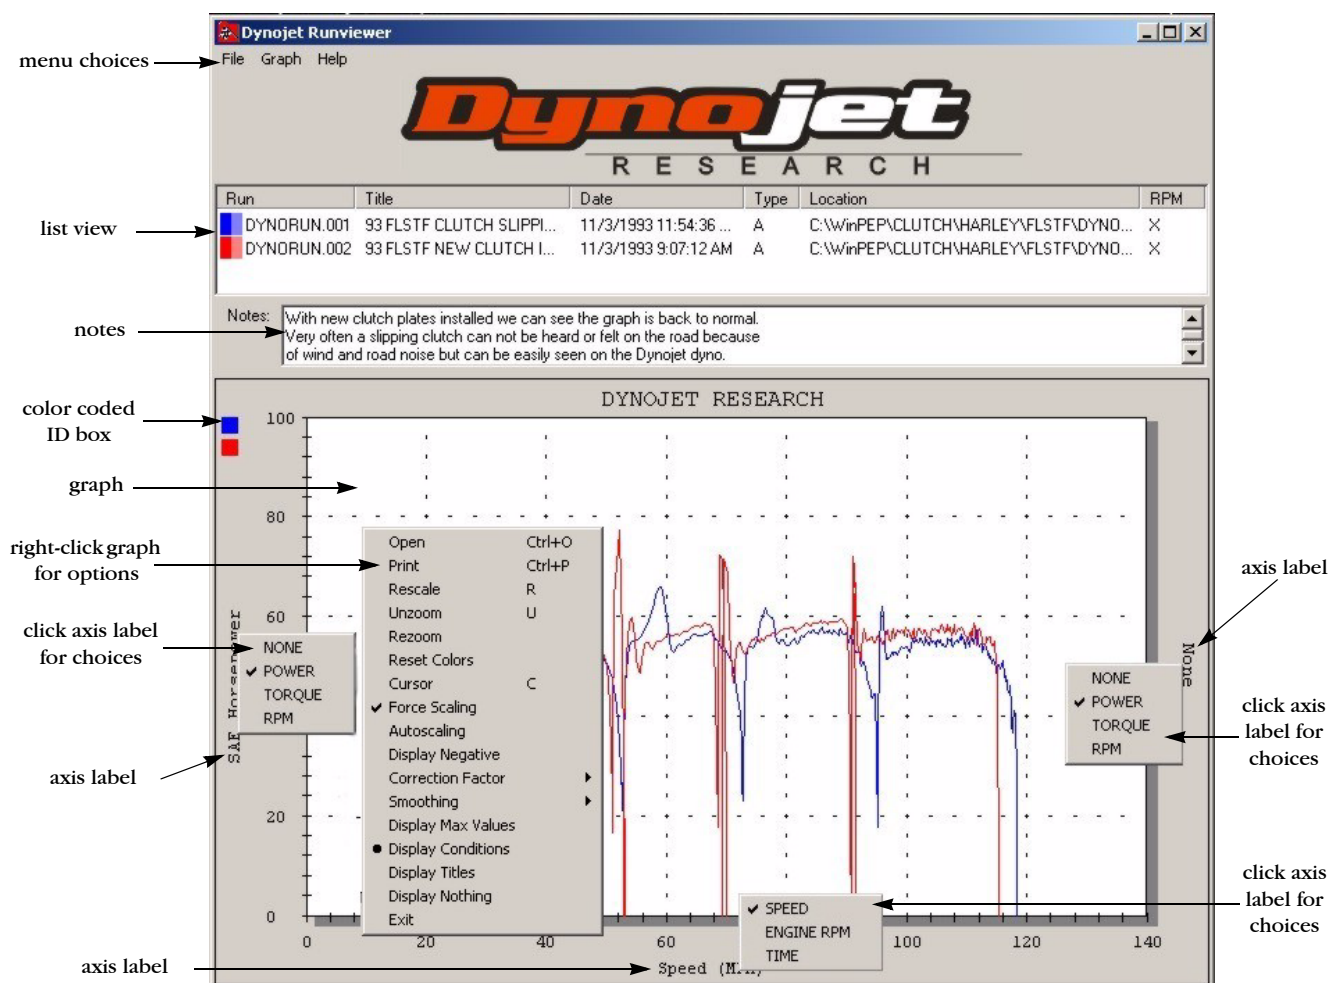 Dynojet Runviewer
menu choices
File Graph Help
Dynojet
RESEARCH
Run Title Date Type Location RPM
list view
DYNORUN.001 93 FLSTF CLUTCH SLIPPI... 11/3/1993 11:54:36 ... A C:\WinPEP\CLUTCH\HARLEY\FLSTF\DYNO... X
DYNORUN.002 93 FLSTF NEW CLUTCH I... 11/3/1993 9:07:12 AM A C:\WinPEP\CLUTCH\HARLEY\FLSTF\DYNO... X
notes
Notes:
With new clutch plates installed we can see the graph is back to normal.
Very often a slipping clutch can not be heard or felt on the road because
of wind and road noise but can be easily seen on the Dynojet dyno.
DYNOJET RESEARCH
color coded
ID box
100
graph
80
right-click graph
for options
Open Ctrl+O
Print Ctrl+P
Rescale R
Unzoom U
Rezoom
Reset Colors
Cursor C
Force Scaling
Autoscaling
Display Negative
Correction Factor
Smoothing
Display Max Values
Display Conditions
Display Titles
Display Nothing
Exit
60
click axis label
for choices
NONE
POWER
TORQUE
RPM
SAE Horsepower
axis label
20
0
axis label
None
NONE
POWER
TORQUE
RPM
click axis
label for
choices
click axis
label for
choices
SPEED
ENGINE RPM
TIME
0 20 40 60 100 120 140
axis label
Speed (MPH)